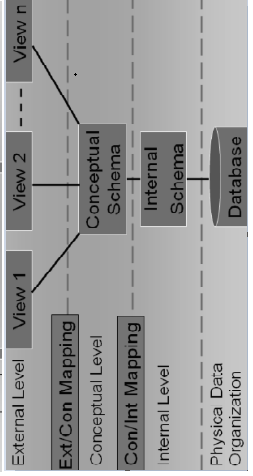 External Level
View 1
View 2
View n
Ext/Con Mapping
Conceptual Level
Conceptual
Schema
Con/Int Mapping
Internal Level
Internal
Schema
Physical Data
Organization
Database